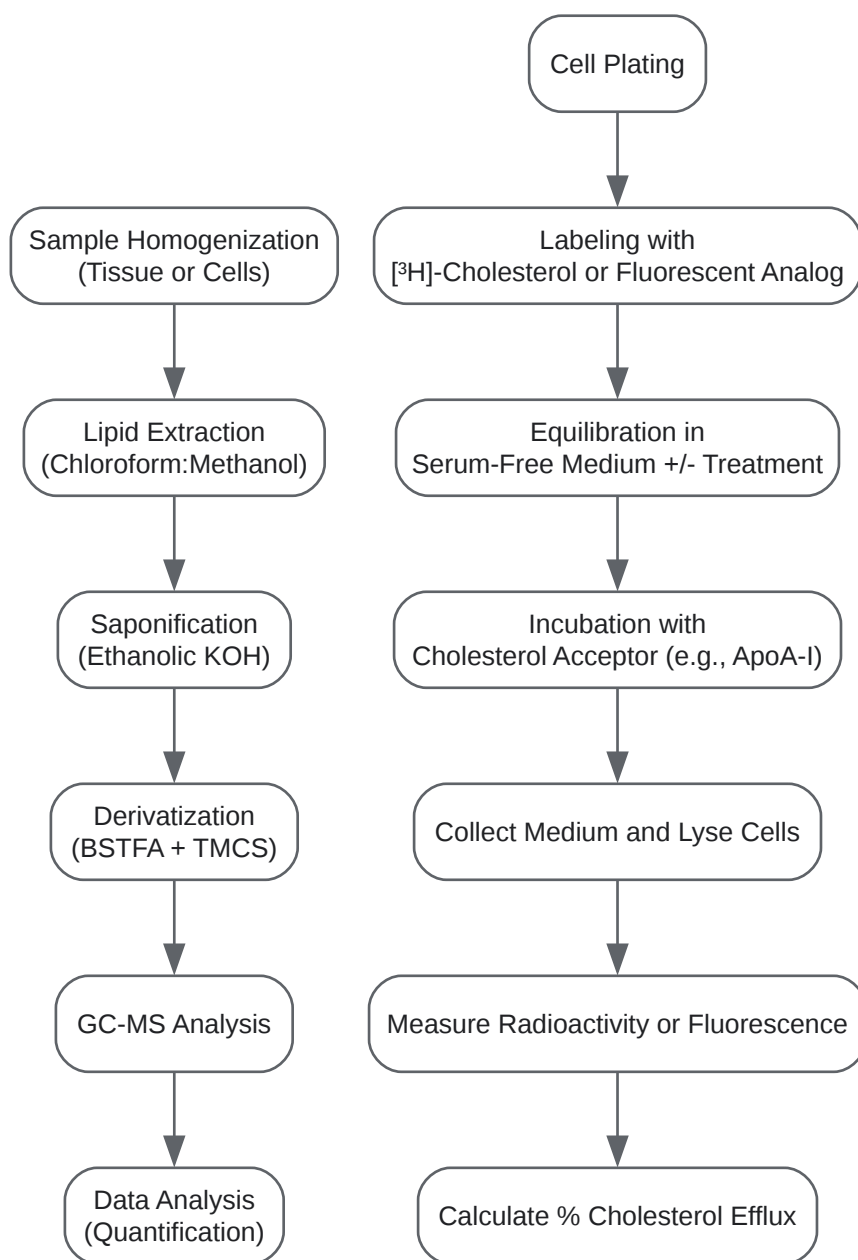 Cell Plating
Sample Homogenization
(Tissue or Cells)
Labeling with
[³H]-Cholesterol or Fluorescent Analog
Lipid Extraction
(Chloroform:Methanol)
Equilibration in
Serum-Free Medium +/- Treatment
Saponification
(Ethanolic KOH)
Incubation with
Cholesterol Acceptor (e.g., ApoA-I)
Derivatization
(BSTFA + TMCS)
Collect Medium and Lyse Cells
GC-MS Analysis
Measure Radioactivity or Fluorescence
Data Analysis
(Quantification)
Calculate % Cholesterol Efflux